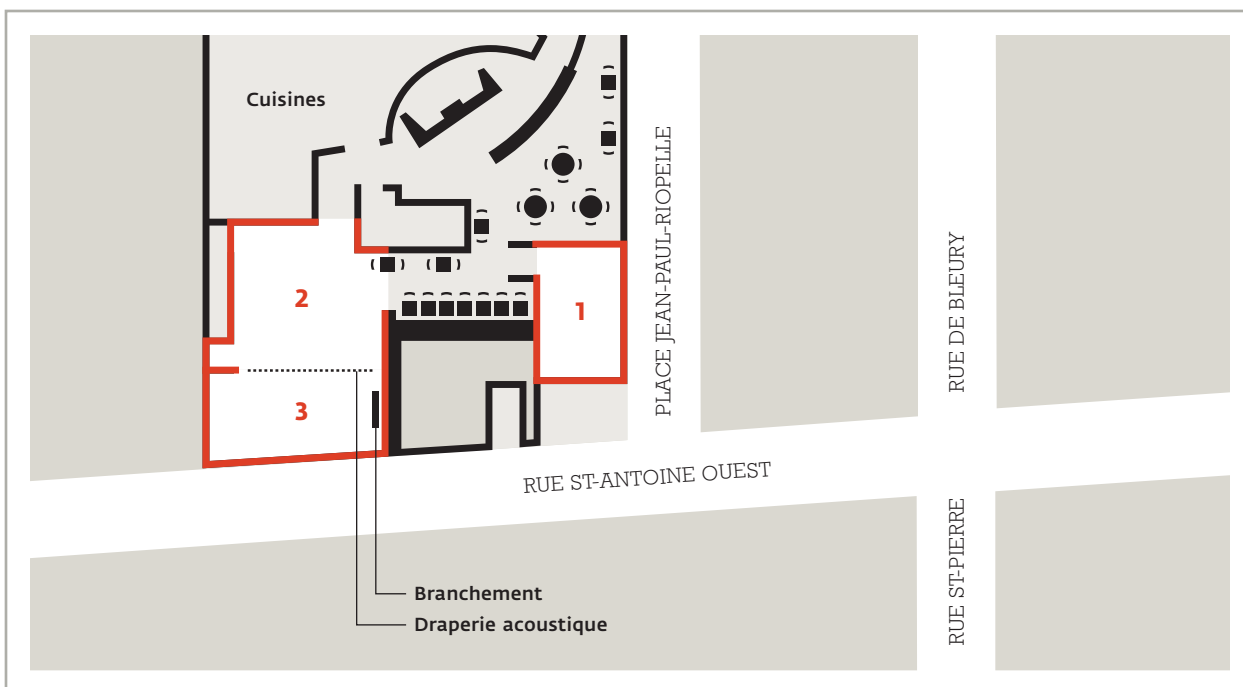 Cuisines
PLACE JEAN-PAUL-RIOPELLE
RUE DE BLEURY
2
1
3
RUE ST-ANTOINE OUEST
RUE ST-PIERRE
Branchement
Draperie acoustique